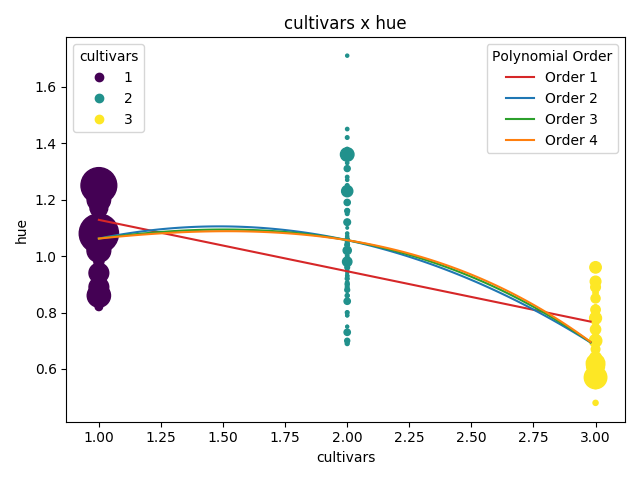 cultivars x hue
cultivars
1
2
3
Polynomial Order
Order 1
Order 2
Order 3
Order 4
hue
1.6
1.4
1.2
1.0
0.8
0.6
1.00 1.25 1.50 1.75 2.00 2.25 2.50 2.75 3.00
cultivars